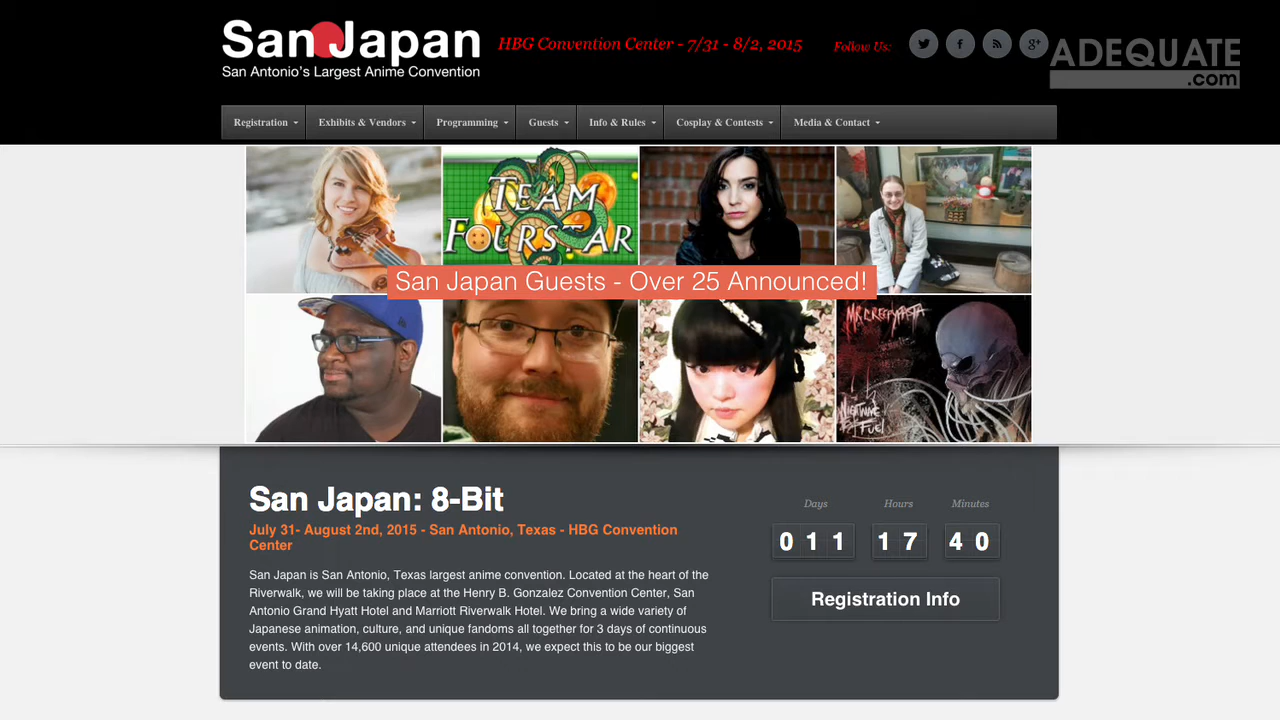 San Japan
San Antonio's Largest Anime Convention
HBG Convention Center - 7/31 - 8/2, 2015
Follow Us:
ADEQUATE
.com
Registration
Exhibits & Vendors
Programming
Guests
Info & Rules
Cosplay & Contests
Media & Contact
TEAM
FOURSTAR
San Japan Guests - Over 25 Announced!
MR.CREEPYPASTA
NIGHTMARE
FUEL
San Japan: 8-Bit
July 31- August 2nd, 2015 - San Antonio, Texas - HBG Convention
Center
San Japan is San Antonio, Texas largest anime convention. Located at the heart of the
Riverwalk, we will be taking place at the Henry B. Gonzalez Convention Center, San
Antonio Grand Hyatt Hotel and Marriott Riverwalk Hotel. We bring a wide variety of
Japanese animation, culture, and unique fandoms all together for 3 days of continuous
events. With over 14,600 unique attendees in 2014, we expect this to be our biggest
event to date.
Days Hours Minutes
011 17 40
Registration Info